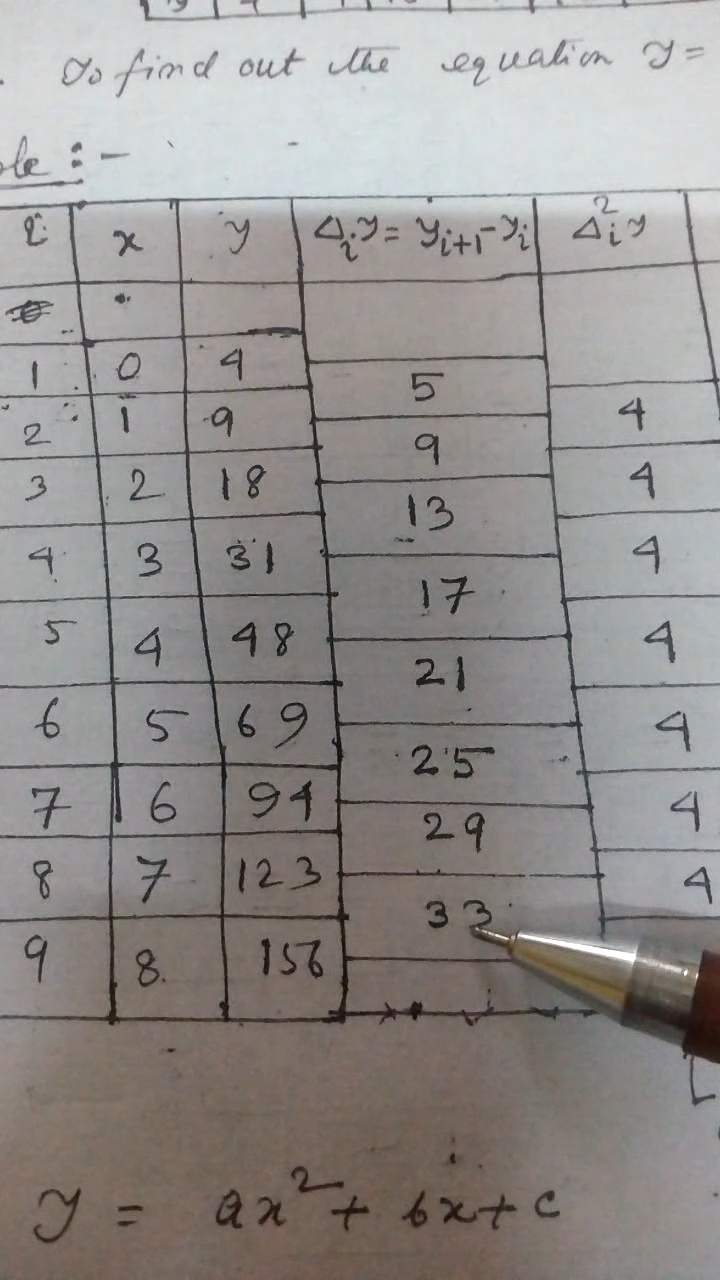 To find out the equation y =
i x y Δiy = yi+1 - yi Δ²iy
1 0 4
5
2 1 9 4
9
3 2 18 4
13
4 3 31 4
17
5 4 48 4
21
6 5 69 4
25
7 6 94 4
29
8 7 123 4
33
9 8 156
y = ax² + bx + c